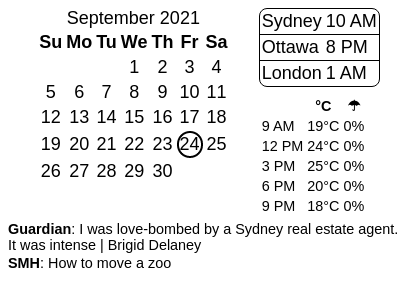 September 2021
Su Mo Tu We Th Fr Sa
1 2 3 4
5 6 7 8 9 10 11
12 13 14 15 16 17 18
19 20 21 22 23 24 25
26 27 28 29 30
Sydney 10 AM
Ottawa 8 PM
London 1 AM
°C ☂
9 AM 19°C 0%
12 PM 24°C 0%
3 PM 25°C 0%
6 PM 20°C 0%
9 PM 18°C 0%
Guardian: I was love-bombed by a Sydney real estate agent.
It was intense | Brigid Delaney
SMH: How to move a zoo